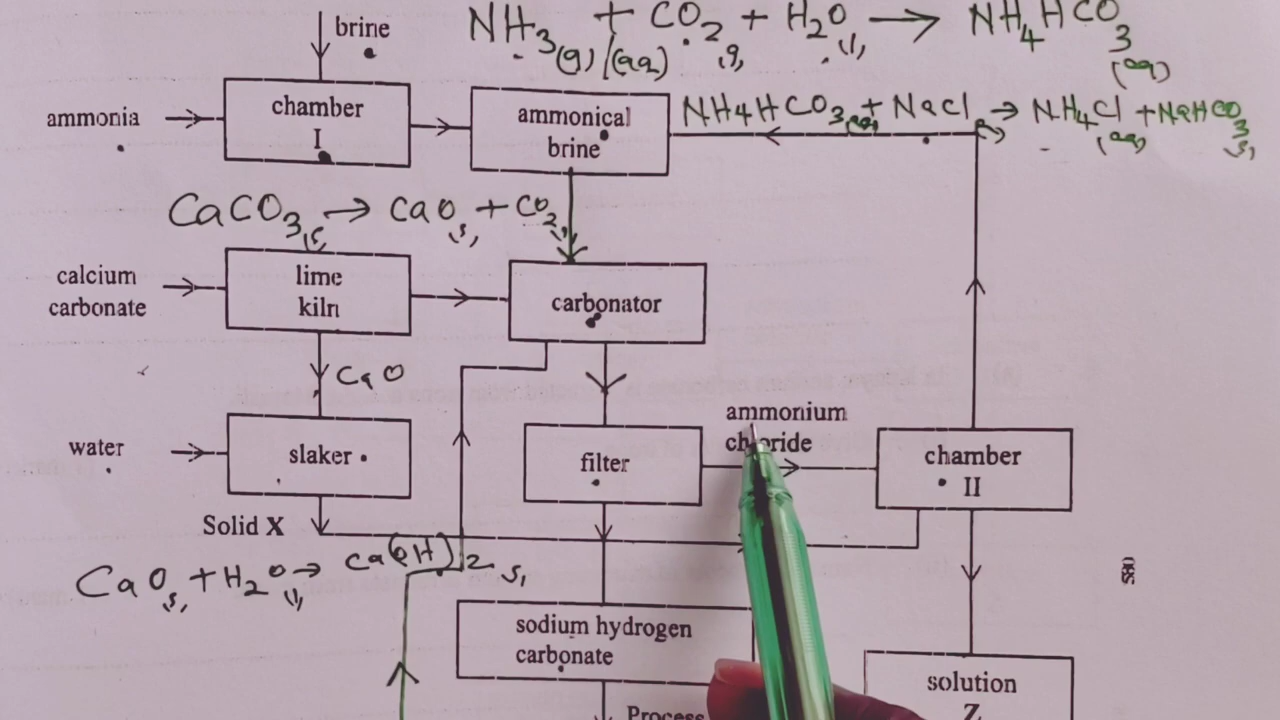 brine
NH3(g)/(aq) + CO2(g) + H2O(l) → NH4HCO3(aq)
ammonia
chamber
I
ammonical
brine
NH4HCO3(aq) + NaCl → NH4Cl(aq) + NaHCO3(s)
CaCO3(s) → CaO(s) + CO2
calcium
carbonate
lime
kiln
carbonator
CaO
ammonium
chloride
water
slaker
filter
chamber
II
Solid X
CaO(s) + H2O(l) → Ca(OH)2(s)
sodium hydrogen
carbonate
solution
Z
Process